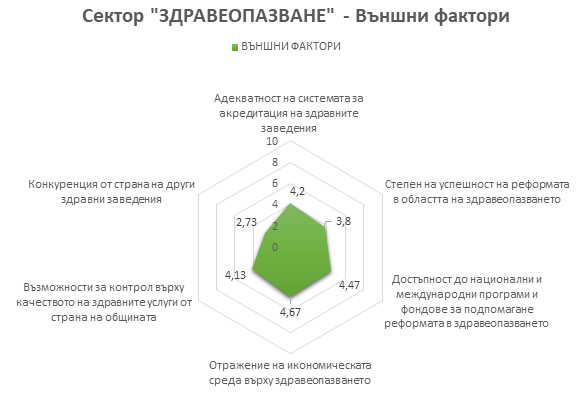 Сектор "ЗДРАВЕОПАЗВАНЕ" - Външни фактори
ВЪНШНИ ФАКТОРИ
Адекватност на системата за
акредитация на здравните
заведения
10
8
6
4
2
0
4,2
3,8
4,47
4,67
4,13
2,73
Степен на успешност на реформата
в областта на здравеопазването
Достъпност до национални и
международни програми и
фондове за подпомагане
реформата в здравеопазването
Отражение на икономическата
среда върху здравеопазването
Възможности за контрол върху
качеството на здравните услуги от
страна на общината
Конкуренция от страна на други
здравни заведения